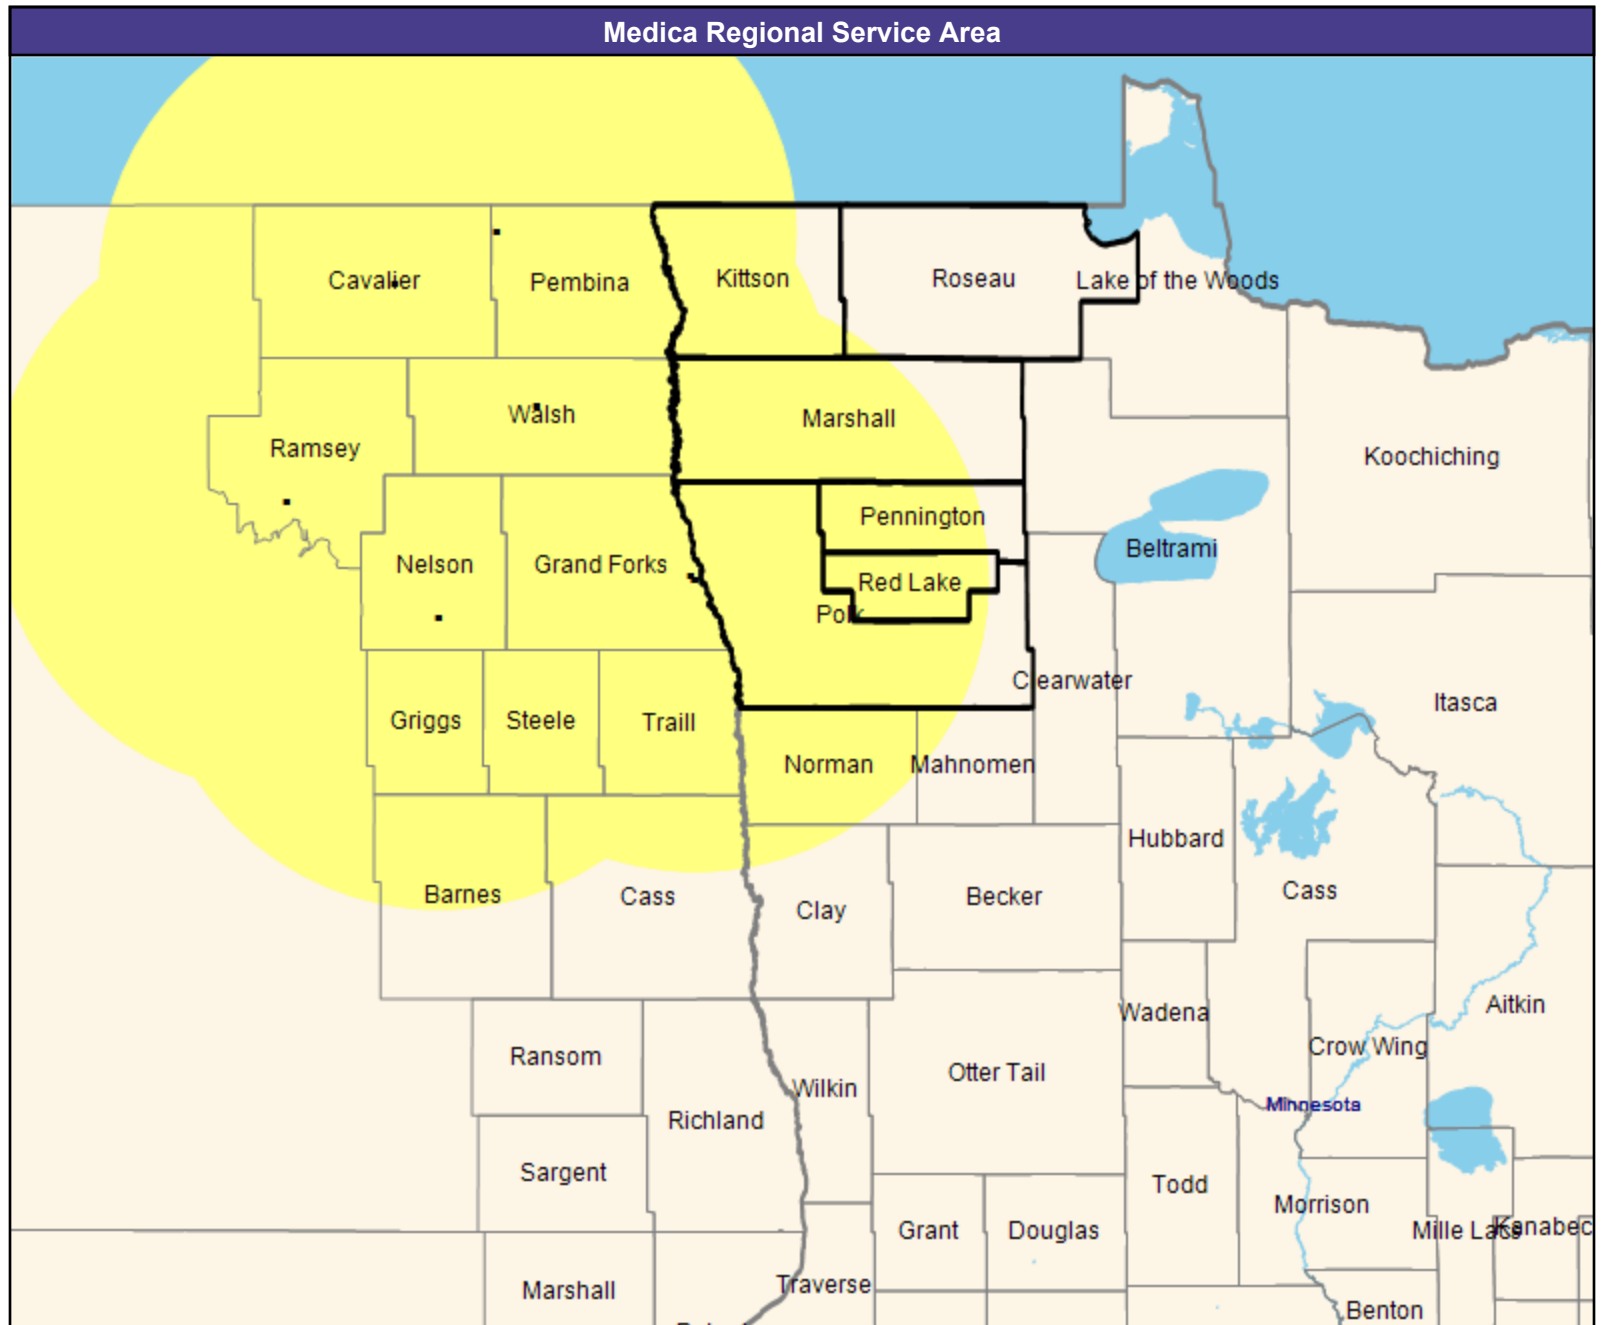 Medica Regional Service Area
Cavalier
Pembina
Kittson
Roseau
Lake of the Woods
Walsh
Marshall
Ramsey
Koochiching
Pennington
Beltrami
Nelson
Grand Forks
Red Lake
Polk
Clearwater
Itasca
Griggs
Steele
Traill
Norman
Mahnomen
Hubbard
Cass
Barnes
Cass
Clay
Becker
Wadena
Aitkin
Crow Wing
Ransom
Otter Tail
Wilkin
Minnesota
Richland
Sargent
Todd
Morrison
Grant
Douglas
Mille Lacs
Kanabec
Marshall
Traverse
Benton